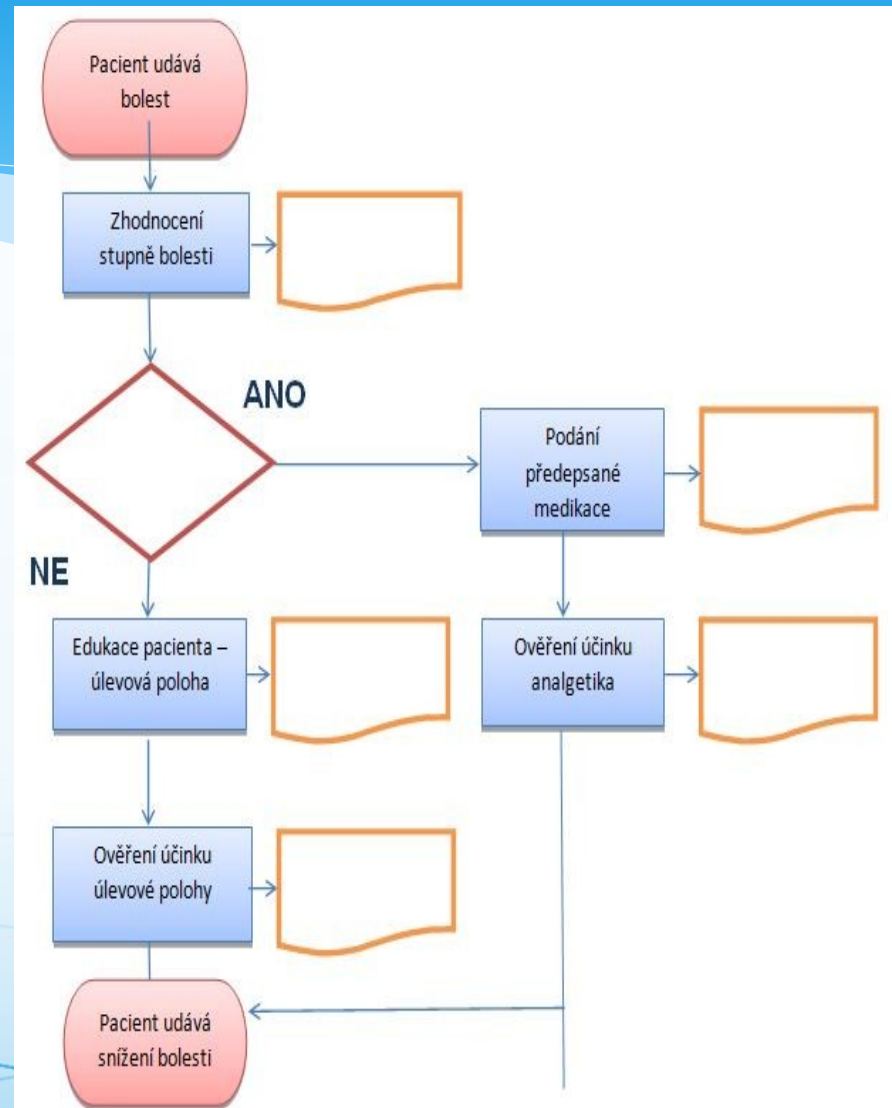 Pacient udává
bolest
Zhodnocení
stupně bolesti
ANO
Podání
předepsané
medikace
NE
Edukace pacienta –
úlevová poloha
Ověření účinku
analgetika
Ověření účinku
úlevové polohy
Pacient udává
snížení bolesti